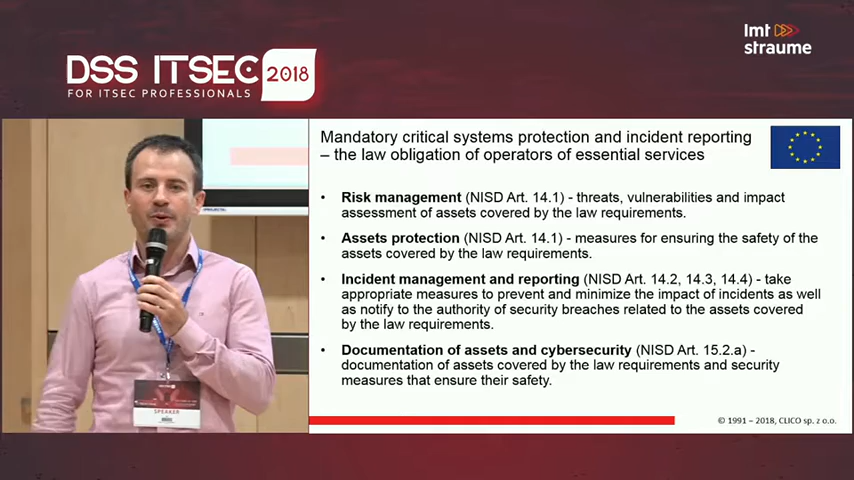 lmt
straume
DSS ITSEC 2018
FOR ITSEC PROFESSIONALS
Mandatory critical systems protection and incident reporting
– the law obligation of operators of essential services
• Risk management (NISD Art. 14.1) - threats, vulnerabilities and impact
assessment of assets covered by the law requirements.
• Assets protection (NISD Art. 14.1) - measures for ensuring the safety of the
assets covered by the law requirements.
• Incident management and reporting (NISD Art. 14.2, 14.3, 14.4) - take
appropriate measures to prevent and minimize the impact of incidents as well
as notify to the authority of security breaches related to the assets covered
by the law requirements.
• Documentation of assets and cybersecurity (NISD Art. 15.2.a) -
documentation of assets covered by the law requirements and security
measures that ensure their safety.
SPEAKER
© 1991 – 2018, CLICO sp. z o.o.